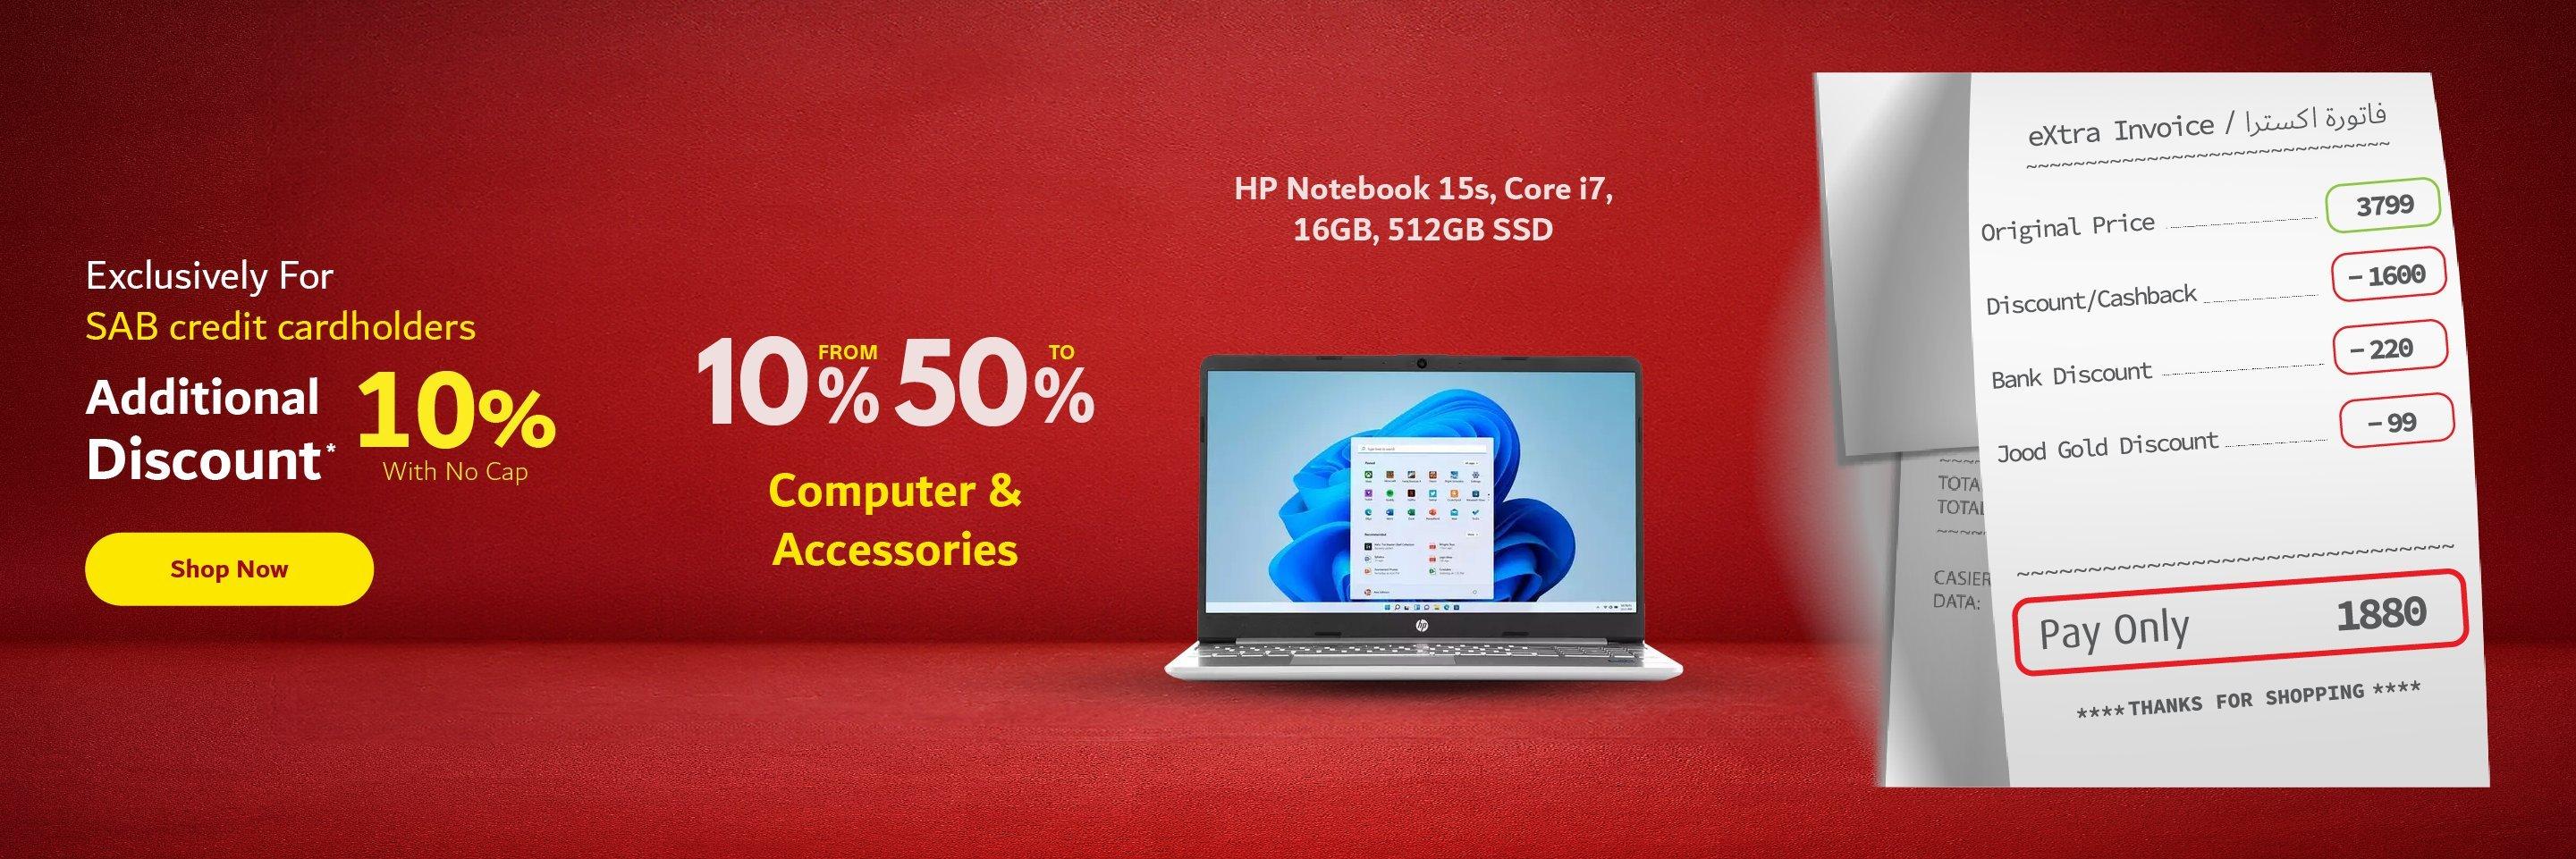 Exclusively For
SAB credit cardholders
Additional
Discount*
10%
With No Cap
Shop Now
FROM TO
10% 50%
Computer &
Accessories
HP Notebook 15s, Core i7,
16GB, 512GB SSD
hp
eXtra Invoice / فاتورة اكسترا
~~~~~~~~~~~~~~~~~~~~~~~~~~~~~~
Original Price 3799
Discount/Cashback -1600
Bank Discount -220
Jood Gold Discount -99
Pay Only 1880
****THANKS FOR SHOPPING ****
CASIER
DATA: